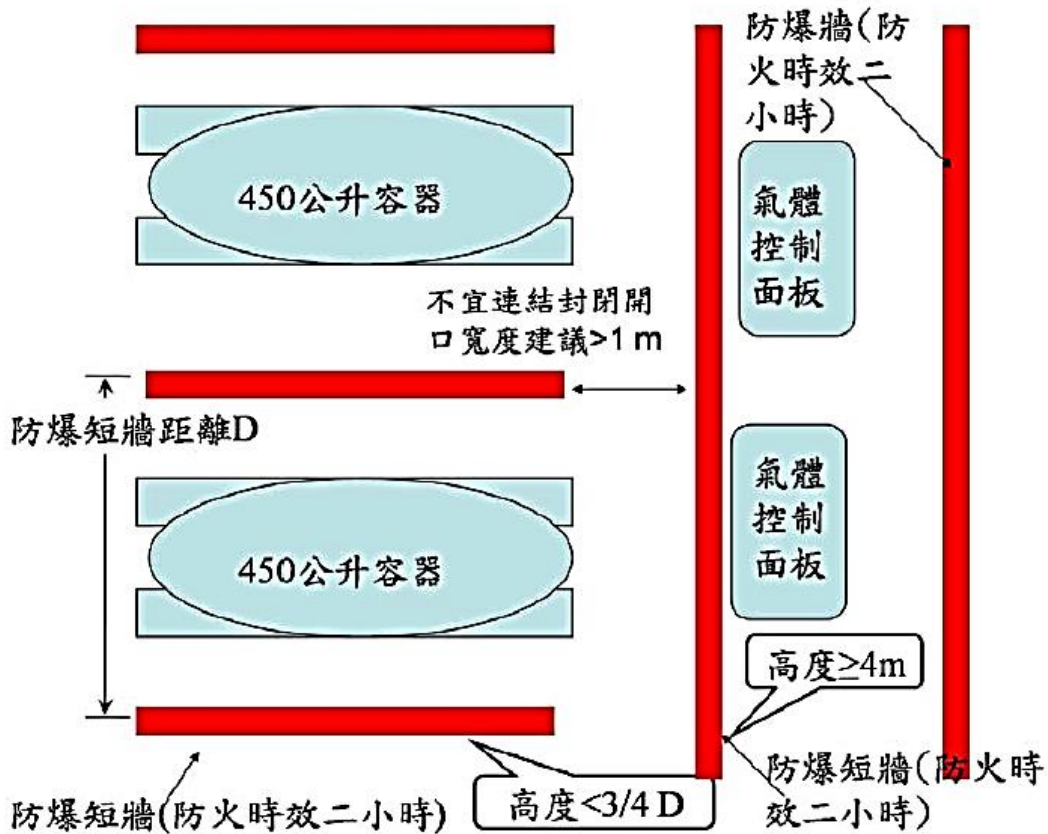 防爆牆(防
火時效二
小時)
450公升容器
氣體
控制
面板
不宜連結封閉開
口寬度建議>1 m
防爆短牆距離D
氣體
控制
面板
450公升容器
高度≥4m
防爆短牆(防火時
效二小時)
防爆短牆(防火時效二小時)
高度<3/4 D